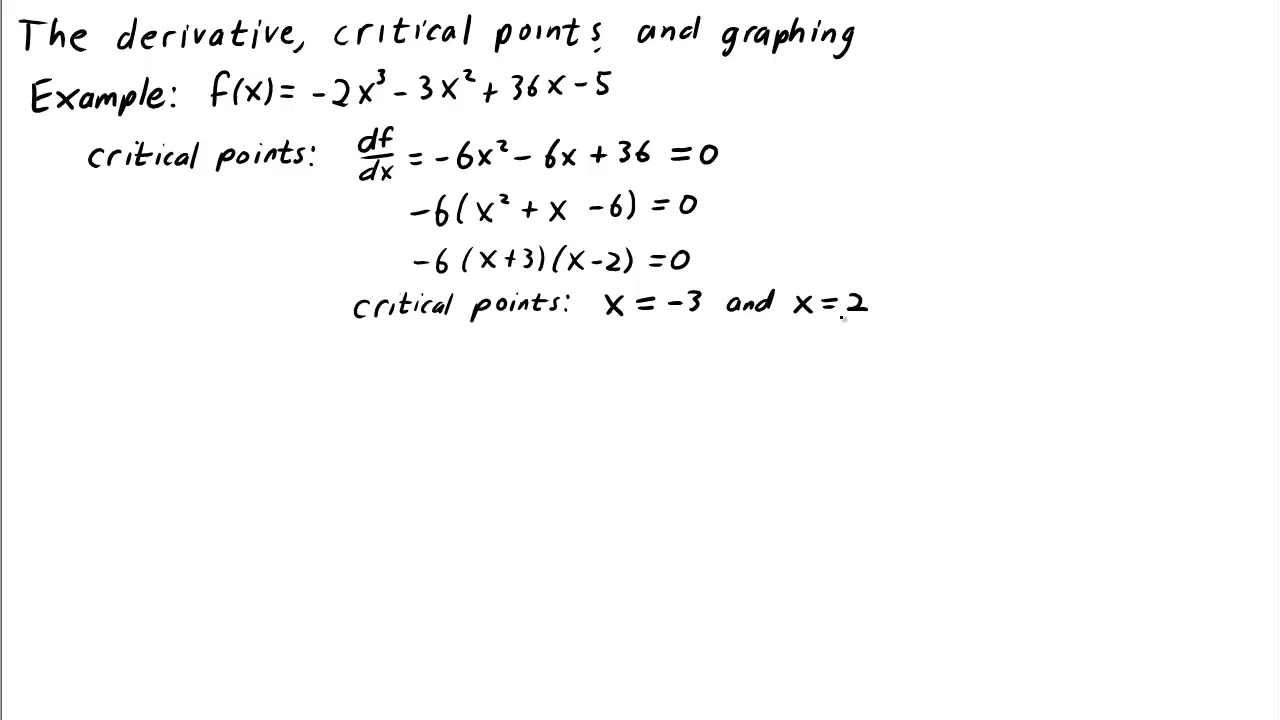 The derivative, critical points, and graphing
Example: f(x) = -2x³ - 3x² + 36x - 5
critical points: df/dx = -6x² - 6x + 36 = 0
-6(x² + x - 6) = 0
-6(x+3)(x-2) = 0
critical points: x = -3 and x = 2